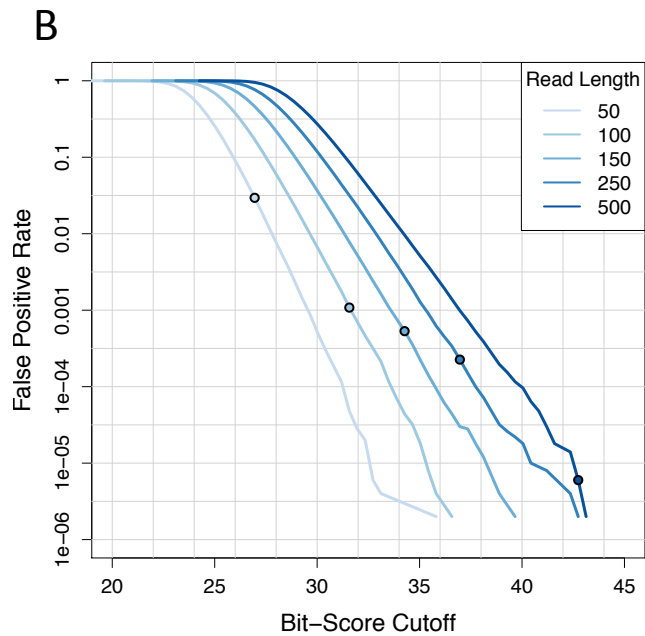 B
Read Length
50
100
150
250
500
False Positive Rate
1
0.1
0.01
0.001
1e−04
1e−05
1e−06
20 25 30 35 40 45
Bit−Score Cutoff